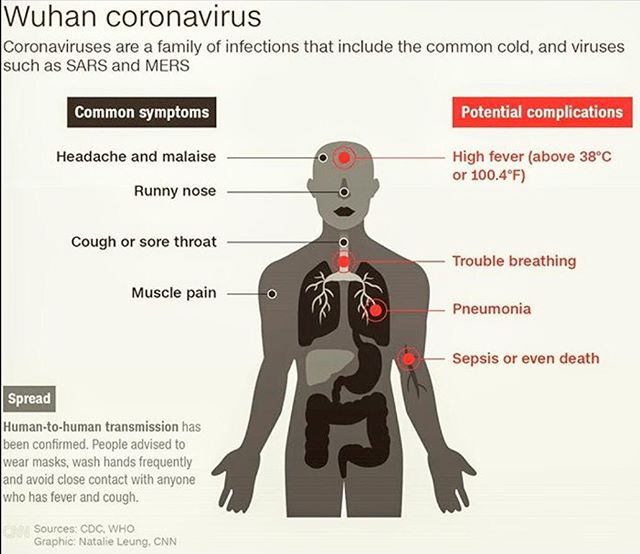 Wuhan coronavirus
Coronaviruses are a family of infections that include the common cold, and viruses
such as SARS and MERS
Common symptoms
Headache and malaise
Runny nose
Cough or sore throat
Muscle pain
Potential complications
High fever (above 38°C
or 100.4°F)
Trouble breathing
Pneumonia
Sepsis or even death
Spread
Human-to-human transmission has
been confirmed. People advised to
wear masks, wash hands frequently
and avoid close contact with anyone
who has fever and cough.
CNN
Sources: CDC, WHO
Graphic: Natalie Leung, CNN